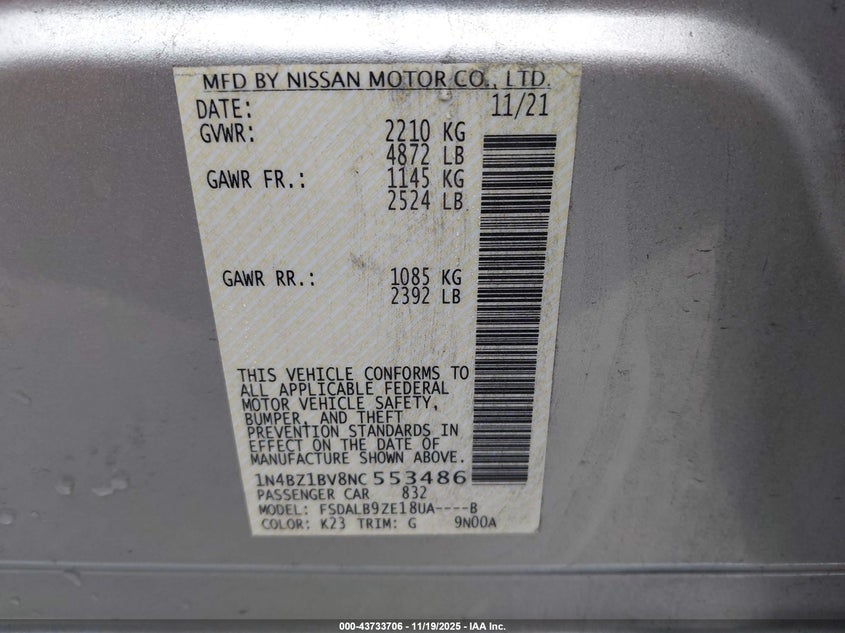 MFD BY NISSAN MOTOR CO., LTD.
DATE: 11/21
GVWR: 2210 KG
4872 LB
GAWR FR.: 1145 KG
2524 LB
GAWR RR.: 1085 KG
2392 LB
THIS VEHICLE CONFORMS TO
ALL APPLICABLE FEDERAL
MOTOR VEHICLE SAFETY,
BUMPER, AND THEFT
PREVENTION STANDARDS IN
EFFECT ON THE DATE OF
MANUFACTURE SHOWN ABOVE.
1N4BZ1BV8NC 553486
PASSENGER CAR 832
MODEL: FSDALB9ZE18UA----B
COLOR: K23 TRIM: G 9N00A
000-43733706 - 11/19/2025 - IAA Inc.